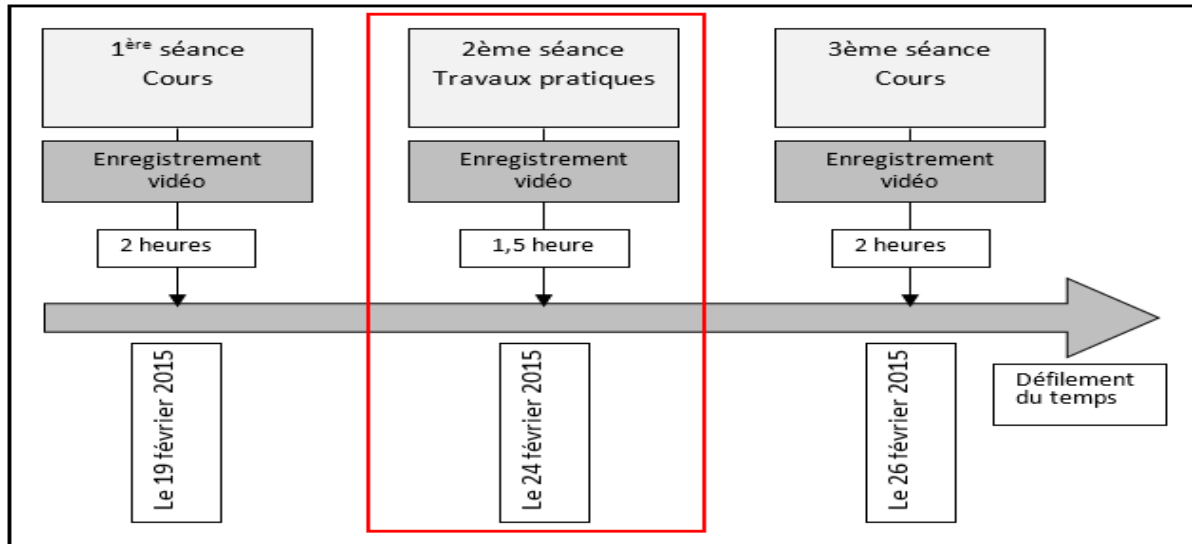 1ère séance
Cours
Enregistrement
vidéo
2 heures
Le 19 février 2015
2ème séance
Travaux pratiques
Enregistrement
vidéo
1,5 heure
Le 24 février 2015
3ème séance
Cours
Enregistrement
vidéo
2 heures
Le 26 février 2015
Défilement
du temps